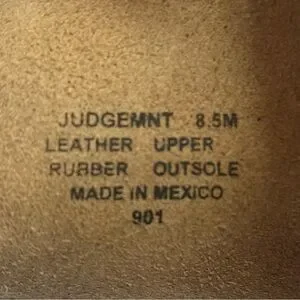 JUDGEMNT 8.5M
LEATHER UPPER
RUBBER OUTSOLE
MADE IN MEXICO
901